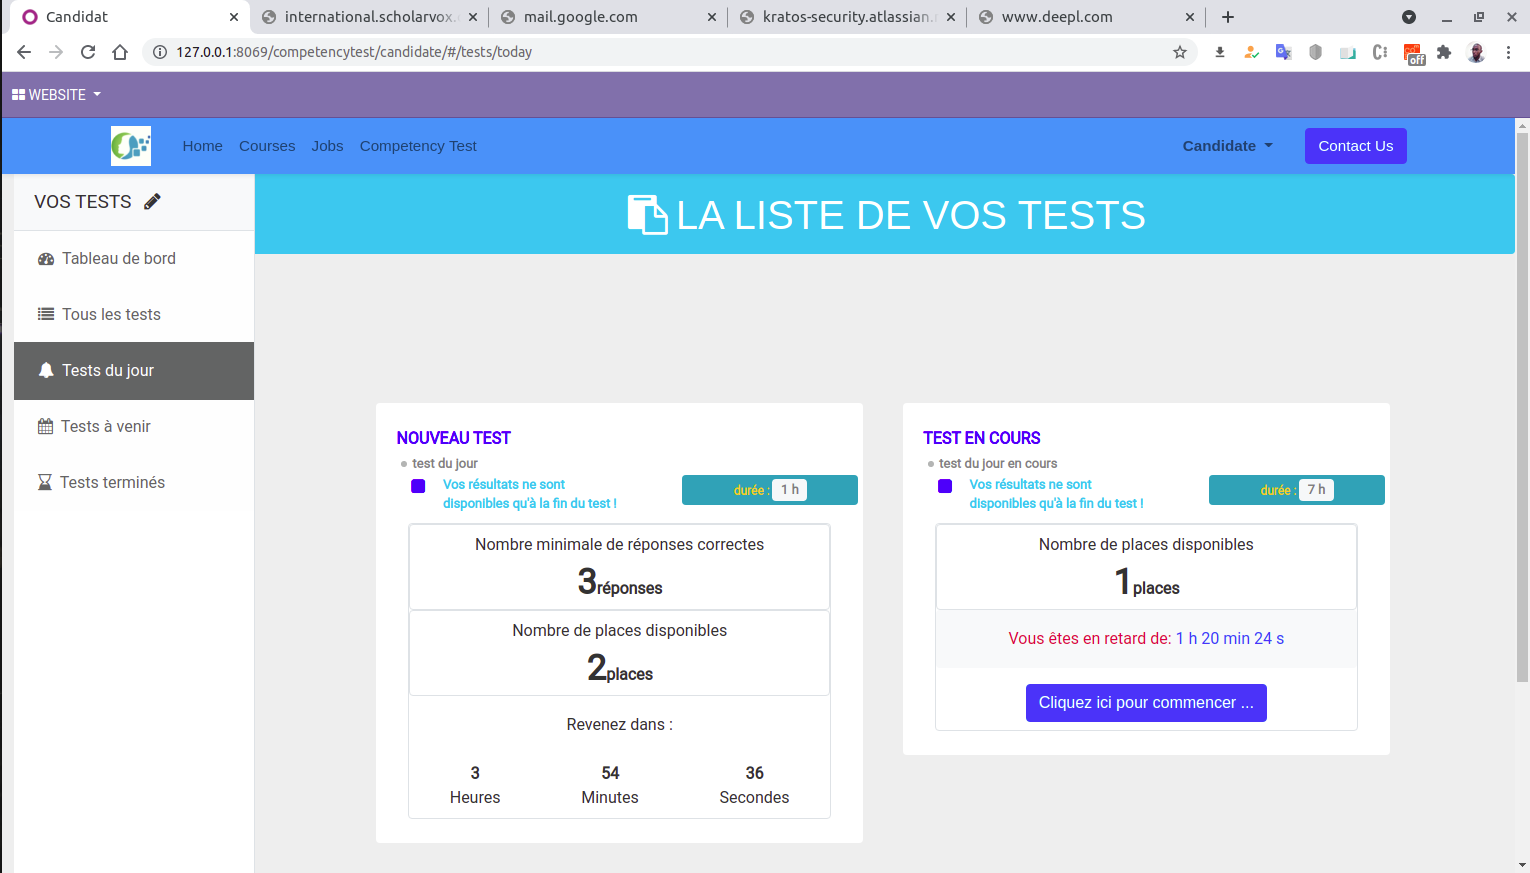 Candidat
international.scholarvox.c
mail.google.com
kratos-security.atlassian.n
www.deepl.com
127.0.0.1:8069/competencytest/candidate/#/tests/today
off
WEBSITE
Home
Courses
Jobs
Competency Test
Candidate
Contact Us
VOS TESTS
LA LISTE DE VOS TESTS
Tableau de bord
Tous les tests
Tests du jour
Tests à venir
Tests terminés
NOUVEAU TEST
test du jour
Vos résultats ne sont
disponibles qu'à la fin du test !
durée : 1 h
Nombre minimale de réponses correctes
3réponses
Nombre de places disponibles
2places
Revenez dans :
3 54 36
Heures Minutes Secondes
TEST EN COURS
test du jour en cours
Vos résultats ne sont
disponibles qu'à la fin du test !
durée : 7 h
Nombre de places disponibles
1places
Vous êtes en retard de: 1 h 20 min 24 s
Cliquez ici pour commencer ...